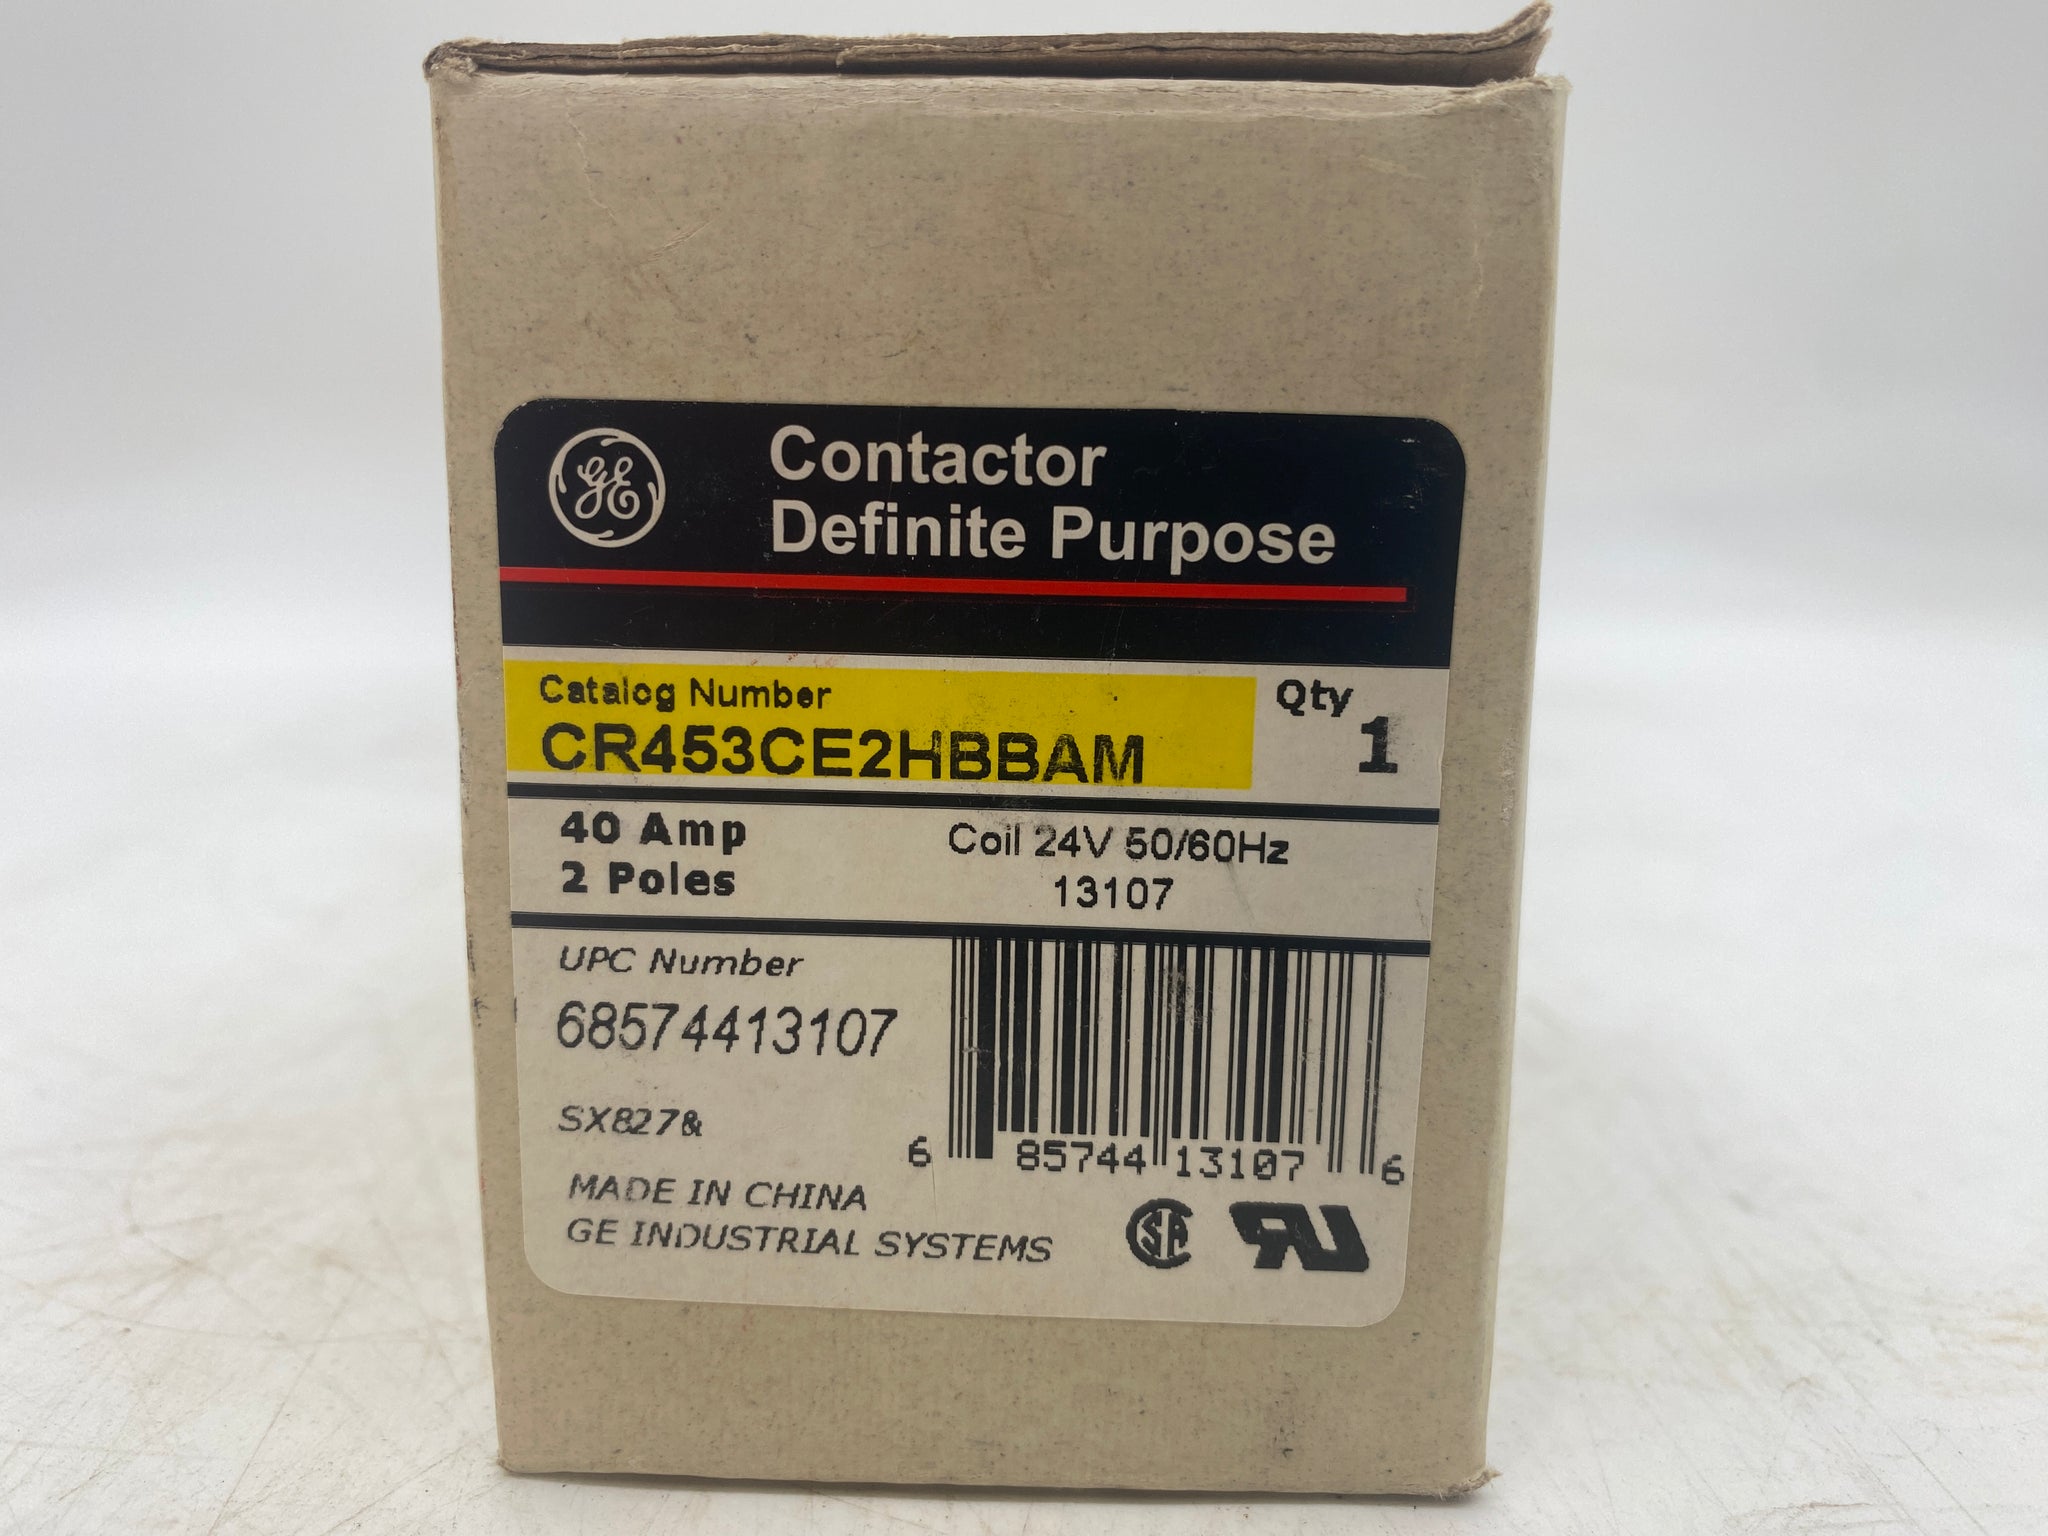 GE
Contactor
Definite Purpose
Catalog Number
CR453CE2HBBAM
Qty
1
40 Amp
2 Poles
Coil 24V 50/60Hz
13107
UPC Number
68574413107
SX827&
6 85744 13107 6
MADE IN CHINA
GE INDUSTRIAL SYSTEMS